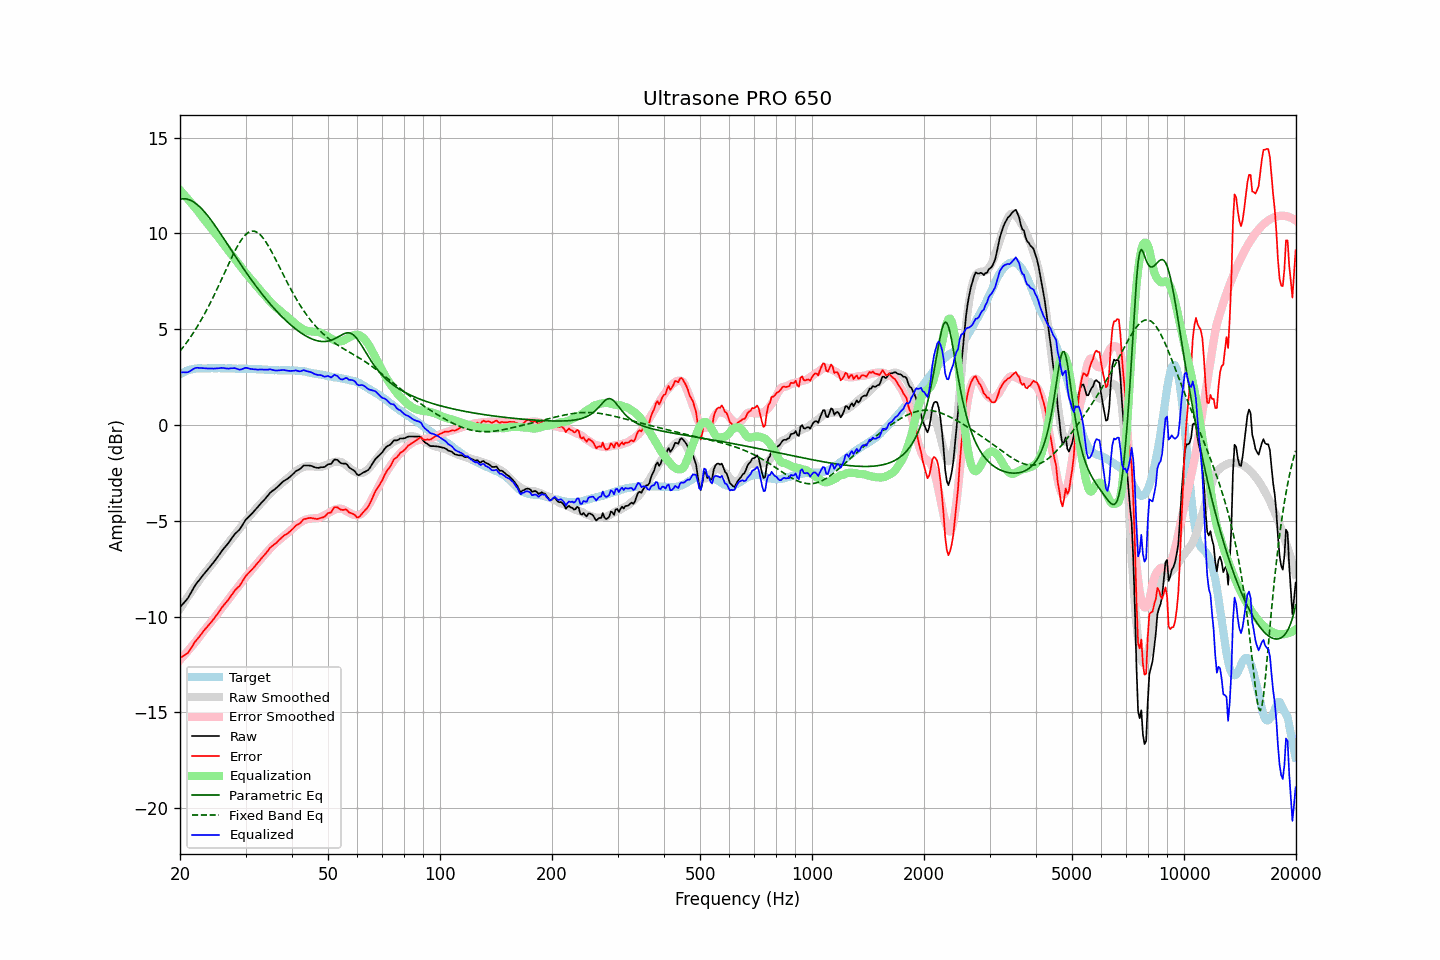 Ultrasone PRO 650
Amplitude (dBr)
15
10
5
0
−5
−10
−15
−20
Target
Raw Smoothed
Error Smoothed
Raw
Error
Equalization
Parametric Eq
Fixed Band Eq
Equalized
20 50 100 200 500 1000 2000 5000 10000 20000
Frequency (Hz)